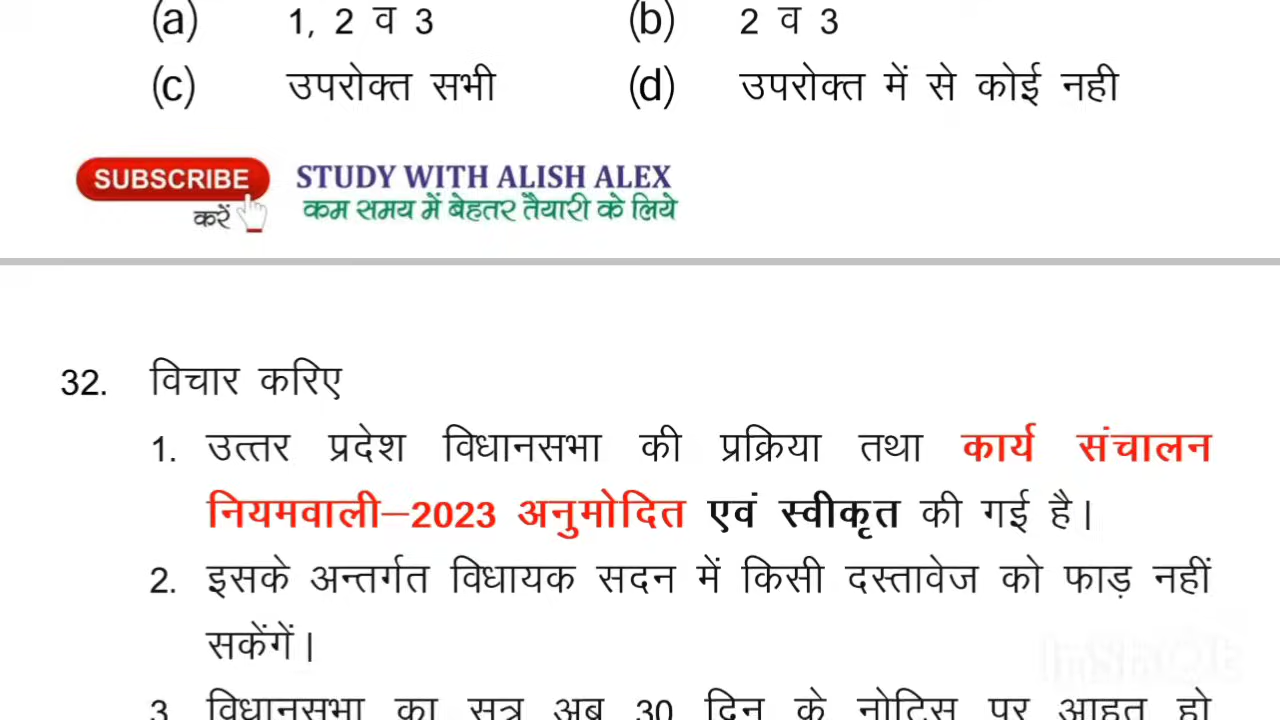 (a) 1, 2 व 3 (b) 2 व 3
(c) उपरोक्त सभी (d) उपरोक्त में से कोई नही
SUBSCRIBE STUDY WITH ALISH ALEX
करें कम समय में बेहतर तैयारी के लिये
32. विचार करिए
1. उत्तर प्रदेश विधानसभा की प्रक्रिया तथा कार्य संचालन
नियमवाली–2023 अनुमोदित एवं स्वीकृत की गई है।
2. इसके अन्तर्गत विधायक सदन में किसी दस्तावेज को फाड़ नहीं
सकेंगें।
3. विधानसभा का सत्र अब 30 दिन के नोटिस पर आहूत हो